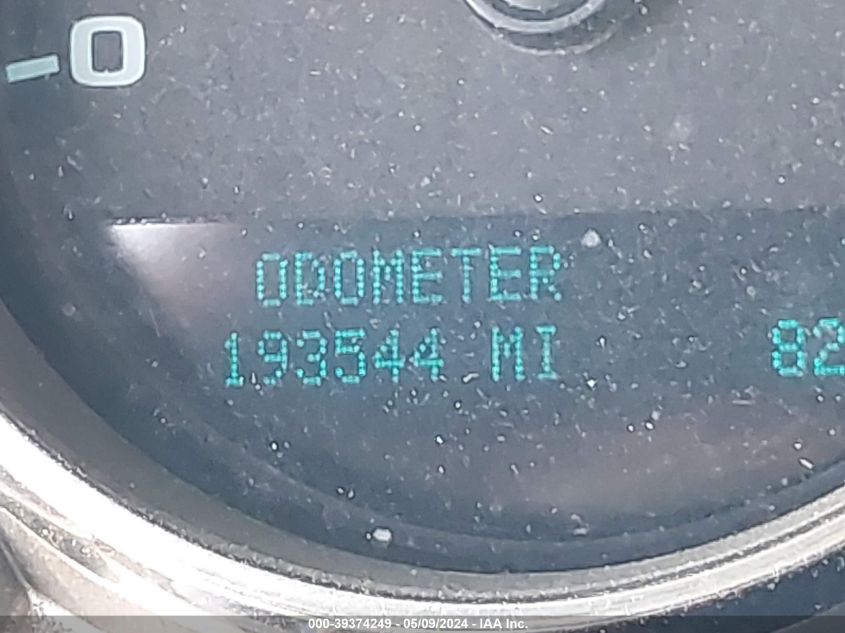 0
ODOMETER
193544 MI 82
000-39374249 - 05/09/2024 - IAA Inc.